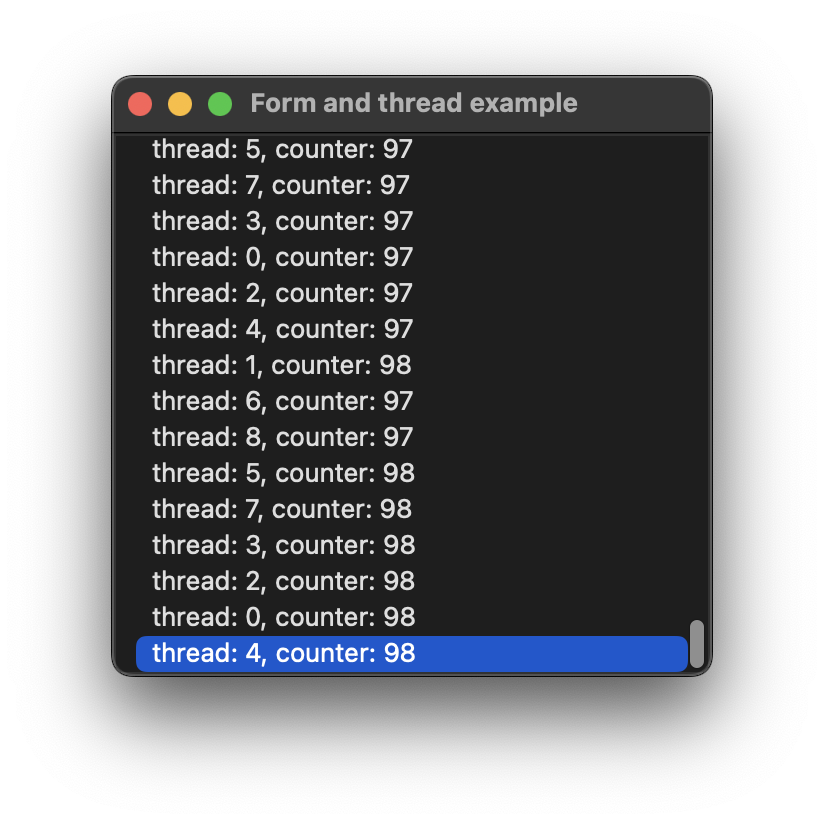 Form and thread example
thread: 5, counter: 97
thread: 7, counter: 97
thread: 3, counter: 97
thread: 0, counter: 97
thread: 2, counter: 97
thread: 4, counter: 97
thread: 1, counter: 98
thread: 6, counter: 97
thread: 8, counter: 97
thread: 5, counter: 98
thread: 7, counter: 98
thread: 3, counter: 98
thread: 2, counter: 98
thread: 0, counter: 98
thread: 4, counter: 98